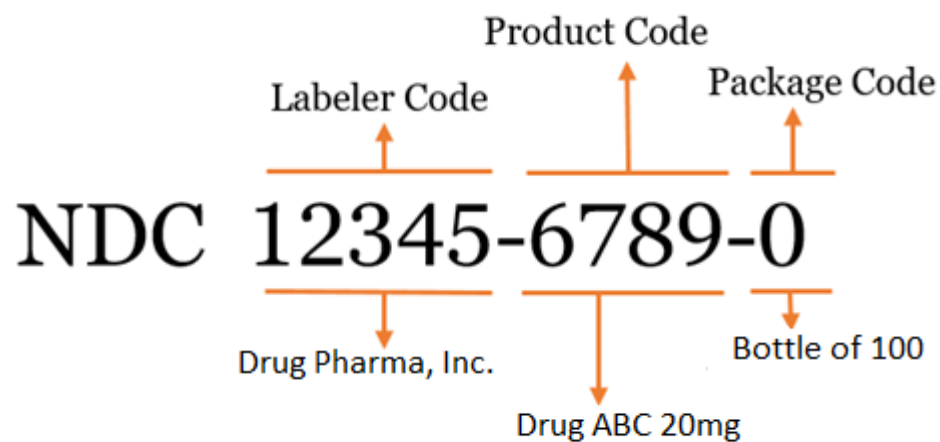 Product Code
Labeler Code
Package Code
NDC 12345-6789-0
Drug Pharma, Inc.
Bottle of 100
Drug ABC 20mg